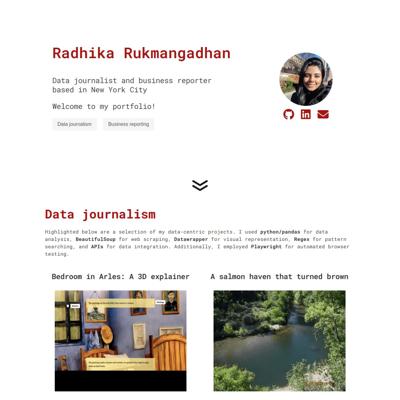 Radhika Rukmangadhan
Data journalist and business reporter
based in New York City
Welcome to my portfolio!
Data journalism
Business reporting
Data journalism
Highlighted below are a selection of my data-centric projects. I used python/pandas for data
analysis, BeautifulSoup for web scraping, Datawrapper for visual representation, Regex for pattern
searching, and APIs for data integration. Additionally, I employed Playwright for automated browser
testing.
Bedroom in Arles: A 3D explainer
A salmon haven that turned brown